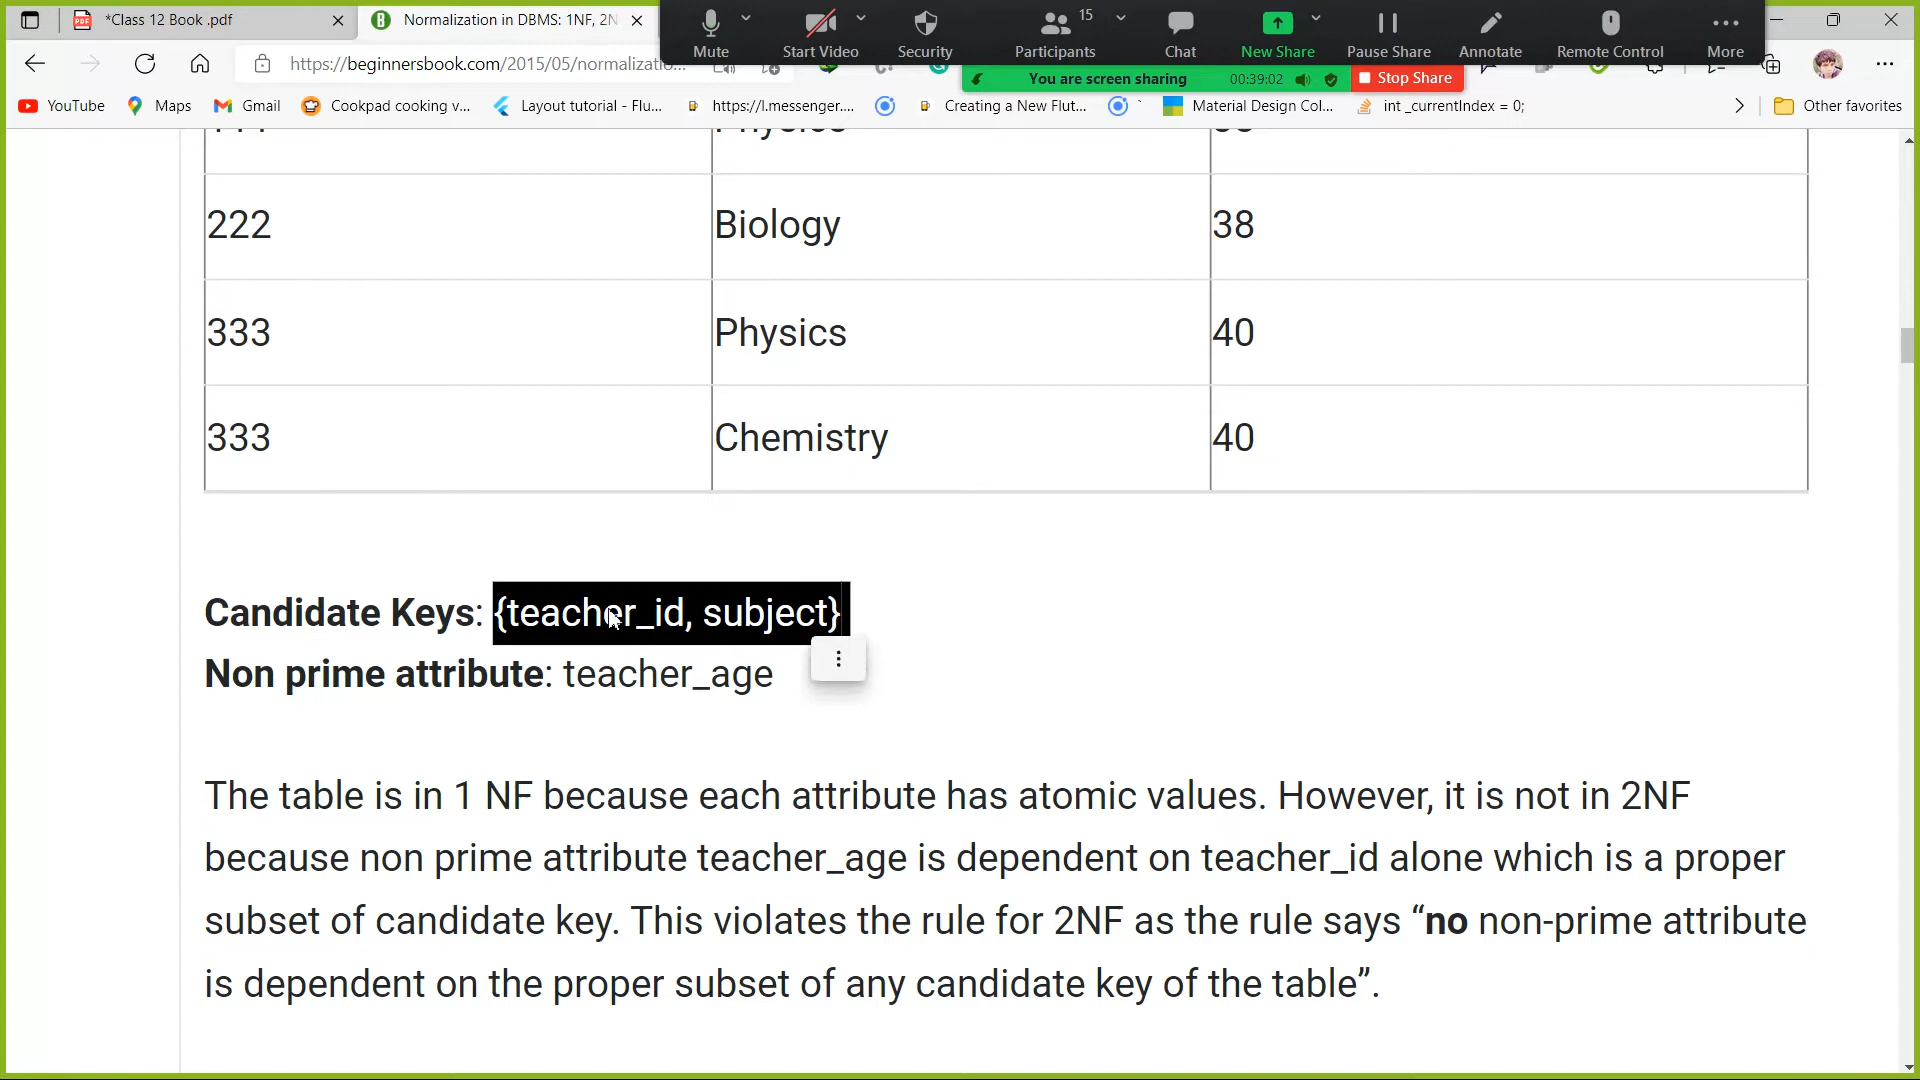 *Class 12 Book .pdf
Normalization in DBMS: 1NF, 2N
Mute
Start Video
Security
15
Participants
Chat
New Share
Pause Share
Annotate
Remote Control
More
https://beginnersbook.com/2015/05/normalizatio...
You are screen sharing
00:39:02
Stop Share
YouTube
Maps
Gmail
Cookpad cooking v...
Layout tutorial - Flu...
https://l.messenger....
Creating a New Flut...
Material Design Col...
int _currentIndex = 0;
Other favorites
222 Biology 38
333 Physics 40
333 Chemistry 40
Candidate Keys: {teacher_id, subject}
Non prime attribute: teacher_age
The table is in 1 NF because each attribute has atomic values. However, it is not in 2NF
because non prime attribute teacher_age is dependent on teacher_id alone which is a proper
subset of candidate key. This violates the rule for 2NF as the rule says “no non-prime attribute
is dependent on the proper subset of any candidate key of the table”.